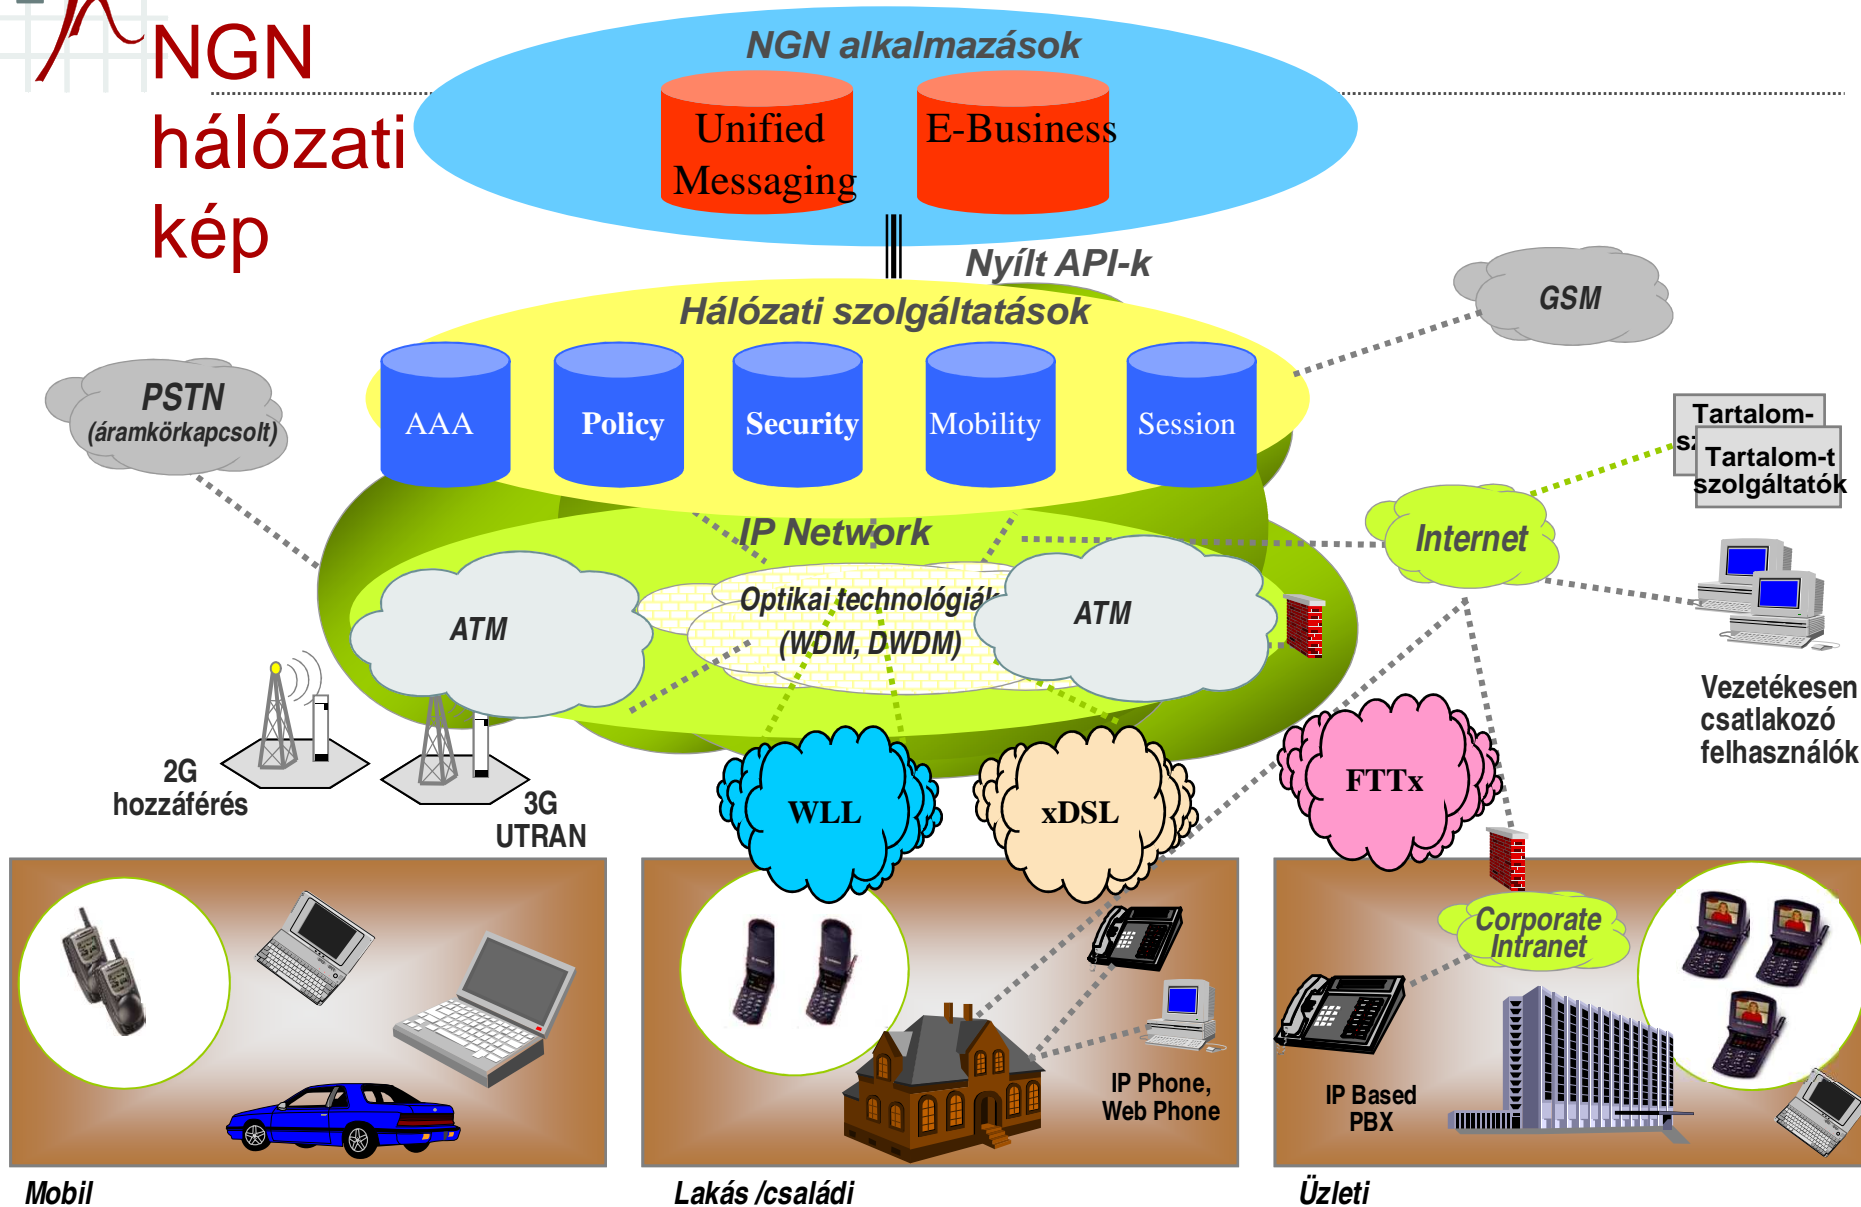 NGN
hálózati
kép
NGN alkalmazások
Unified
Messaging
E-Business
Nyílt API-k
Hálózati szolgáltatások
GSM
PSTN
(áramkörkapcsolt)
AAA
Policy
Security
Mobility
Session
Tartalom-
Tartalom-t
szolgáltatók
IP Network
Internet
Optikai technológiák
(WDM, DWDM)
ATM
ATM
Vezetékesen
csatlakozó
felhasználók
2G
hozzáférés
3G
UTRAN
WLL
xDSL
FTTx
Corporate
Intranet
IP Phone,
Web Phone
IP Based
PBX
Mobil
Lakás /családi
Üzleti